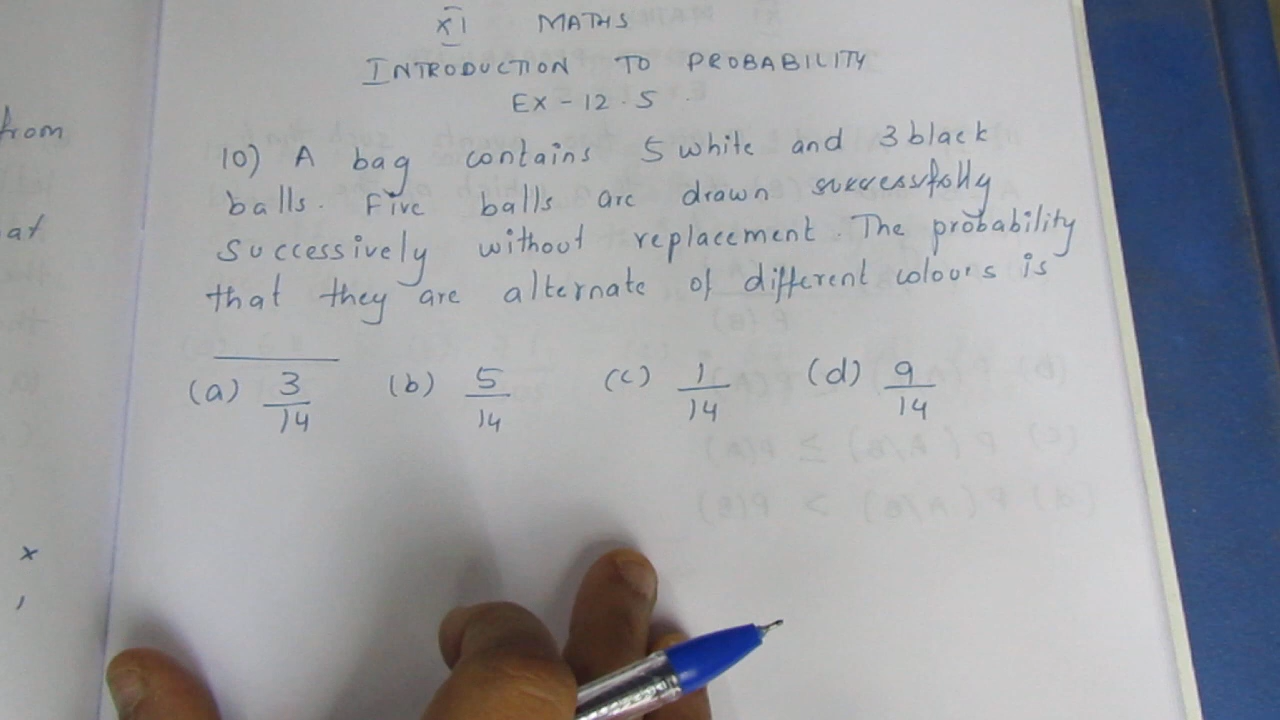 XI MATHS
INTRODUCTION TO PROBABILITY
EX - 12.5
from
10) A bag contains 5 white and 3 black
balls. Five balls are drawn successfully
at
successively without replacement. The probability
that they are alternate of different colours is
(a) 3/14 (b) 5/14 (c) 1/14 (d) 9/14
x
,